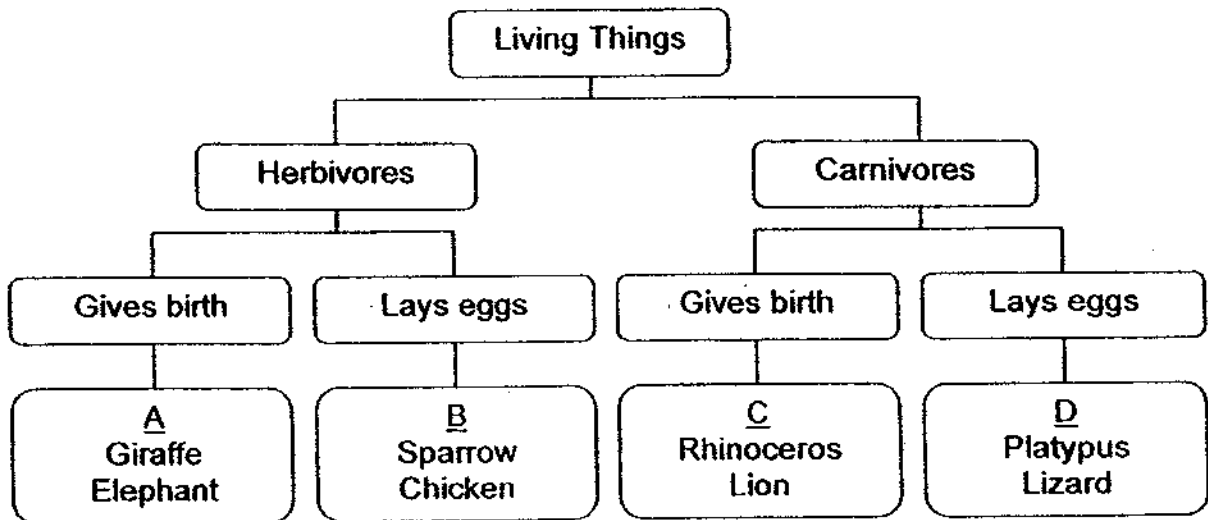 Living Things
Herbivores
Carnivores
Gives birth
Lays eggs
Gives birth
Lays eggs
A
Giraffe
Elephant
B
Sparrow
Chicken
C
Rhinoceros
Lion
D
Platypus
Lizard